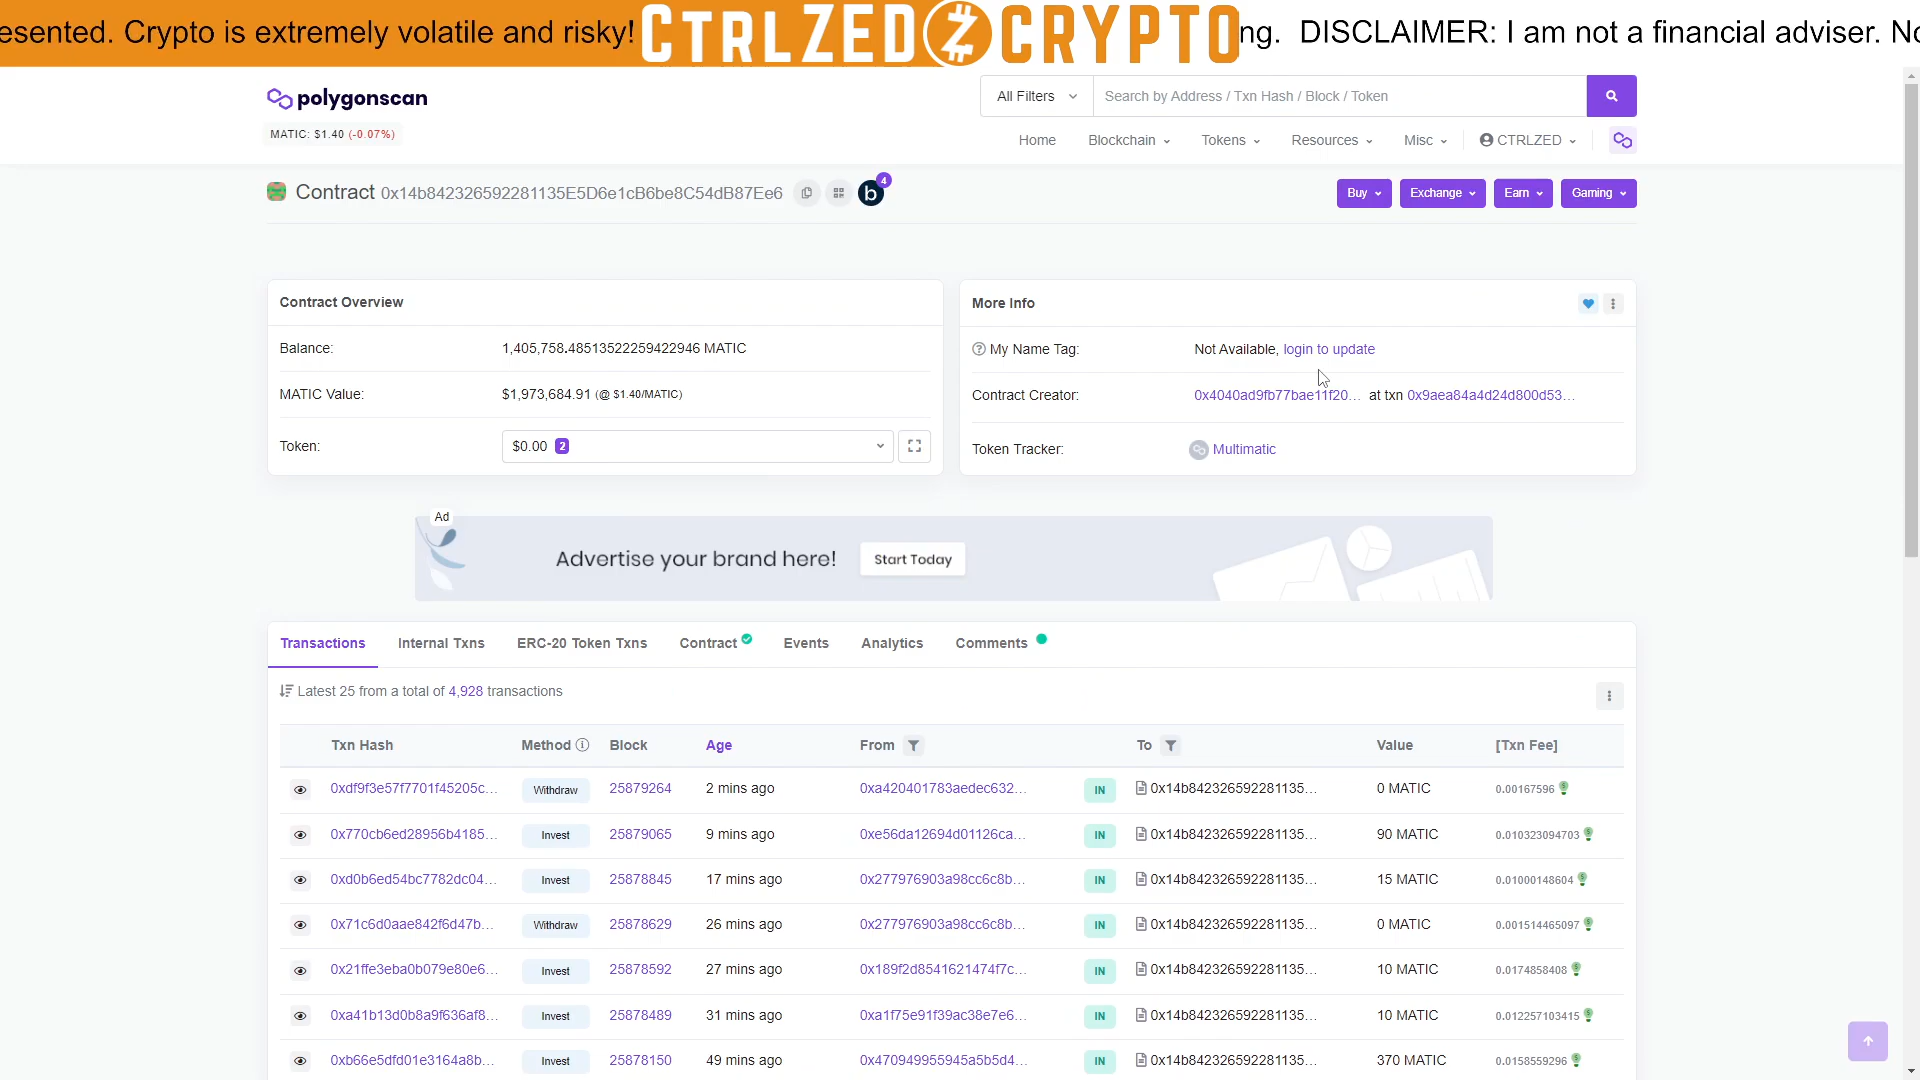 esented. Crypto is extremely volatile and risky!
CTRLZED CRYPTO
ng. DISCLAIMER: I am not a financial adviser. No
polygonscan
MATIC: $1.40 (-0.07%)
All Filters
Search by Address / Txn Hash / Block / Token
Home Blockchain Tokens Resources Misc CTRLZED
Contract 0x14b842326592281135E5D6e1cB6be8C54dB87Ee6
b 4
Buy Exchange Earn Gaming
Contract Overview
Balance: 1,405,758.48513522259422946 MATIC
MATIC Value: $1,973,684.91 (@ $1.40/MATIC)
Token: $0.00 2
More Info
My Name Tag: Not Available, login to update
Contract Creator: 0x4040ad9fb77bae11f20... at txn 0x9aea84a4d24d800d53...
Token Tracker: Multimatic
Ad
Advertise your brand here! Start Today
Transactions Internal Txns ERC-20 Token Txns Contract Events Analytics Comments
Latest 25 from a total of 4,928 transactions
Txn Hash Method Block Age From To Value [Txn Fee]
0xdf9f3e57f7701f45205c... Withdraw 25879264 2 mins ago 0xa420401783aedec632... IN 0x14b842326592281135... 0 MATIC 0.00167596
0x770cb6ed28956b4185... Invest 25879065 9 mins ago 0xe56da12694d01126ca... IN 0x14b842326592281135... 90 MATIC 0.010323094703
0xd0b6ed54bc7782dc04... Invest 25878845 17 mins ago 0x277976903a98cc6c8b... IN 0x14b842326592281135... 15 MATIC 0.01000148604
0x71c6d0aae842f6d47b... Withdraw 25878629 26 mins ago 0x277976903a98cc6c8b... IN 0x14b842326592281135... 0 MATIC 0.001514465097
0x21ffe3eba0b079e80e6... Invest 25878592 27 mins ago 0x189f2d8541621474f7c... IN 0x14b842326592281135... 10 MATIC 0.0174858408
0xa41b13d0b8a9f636af8... Invest 25878489 31 mins ago 0xa1f75e91f39ac38e7e6... IN 0x14b842326592281135... 10 MATIC 0.012257103415
0xb66e5dfd01e3164a8b... Invest 25878150 49 mins ago 0x470949955945a5b5d4... IN 0x14b842326592281135... 370 MATIC 0.0158559296